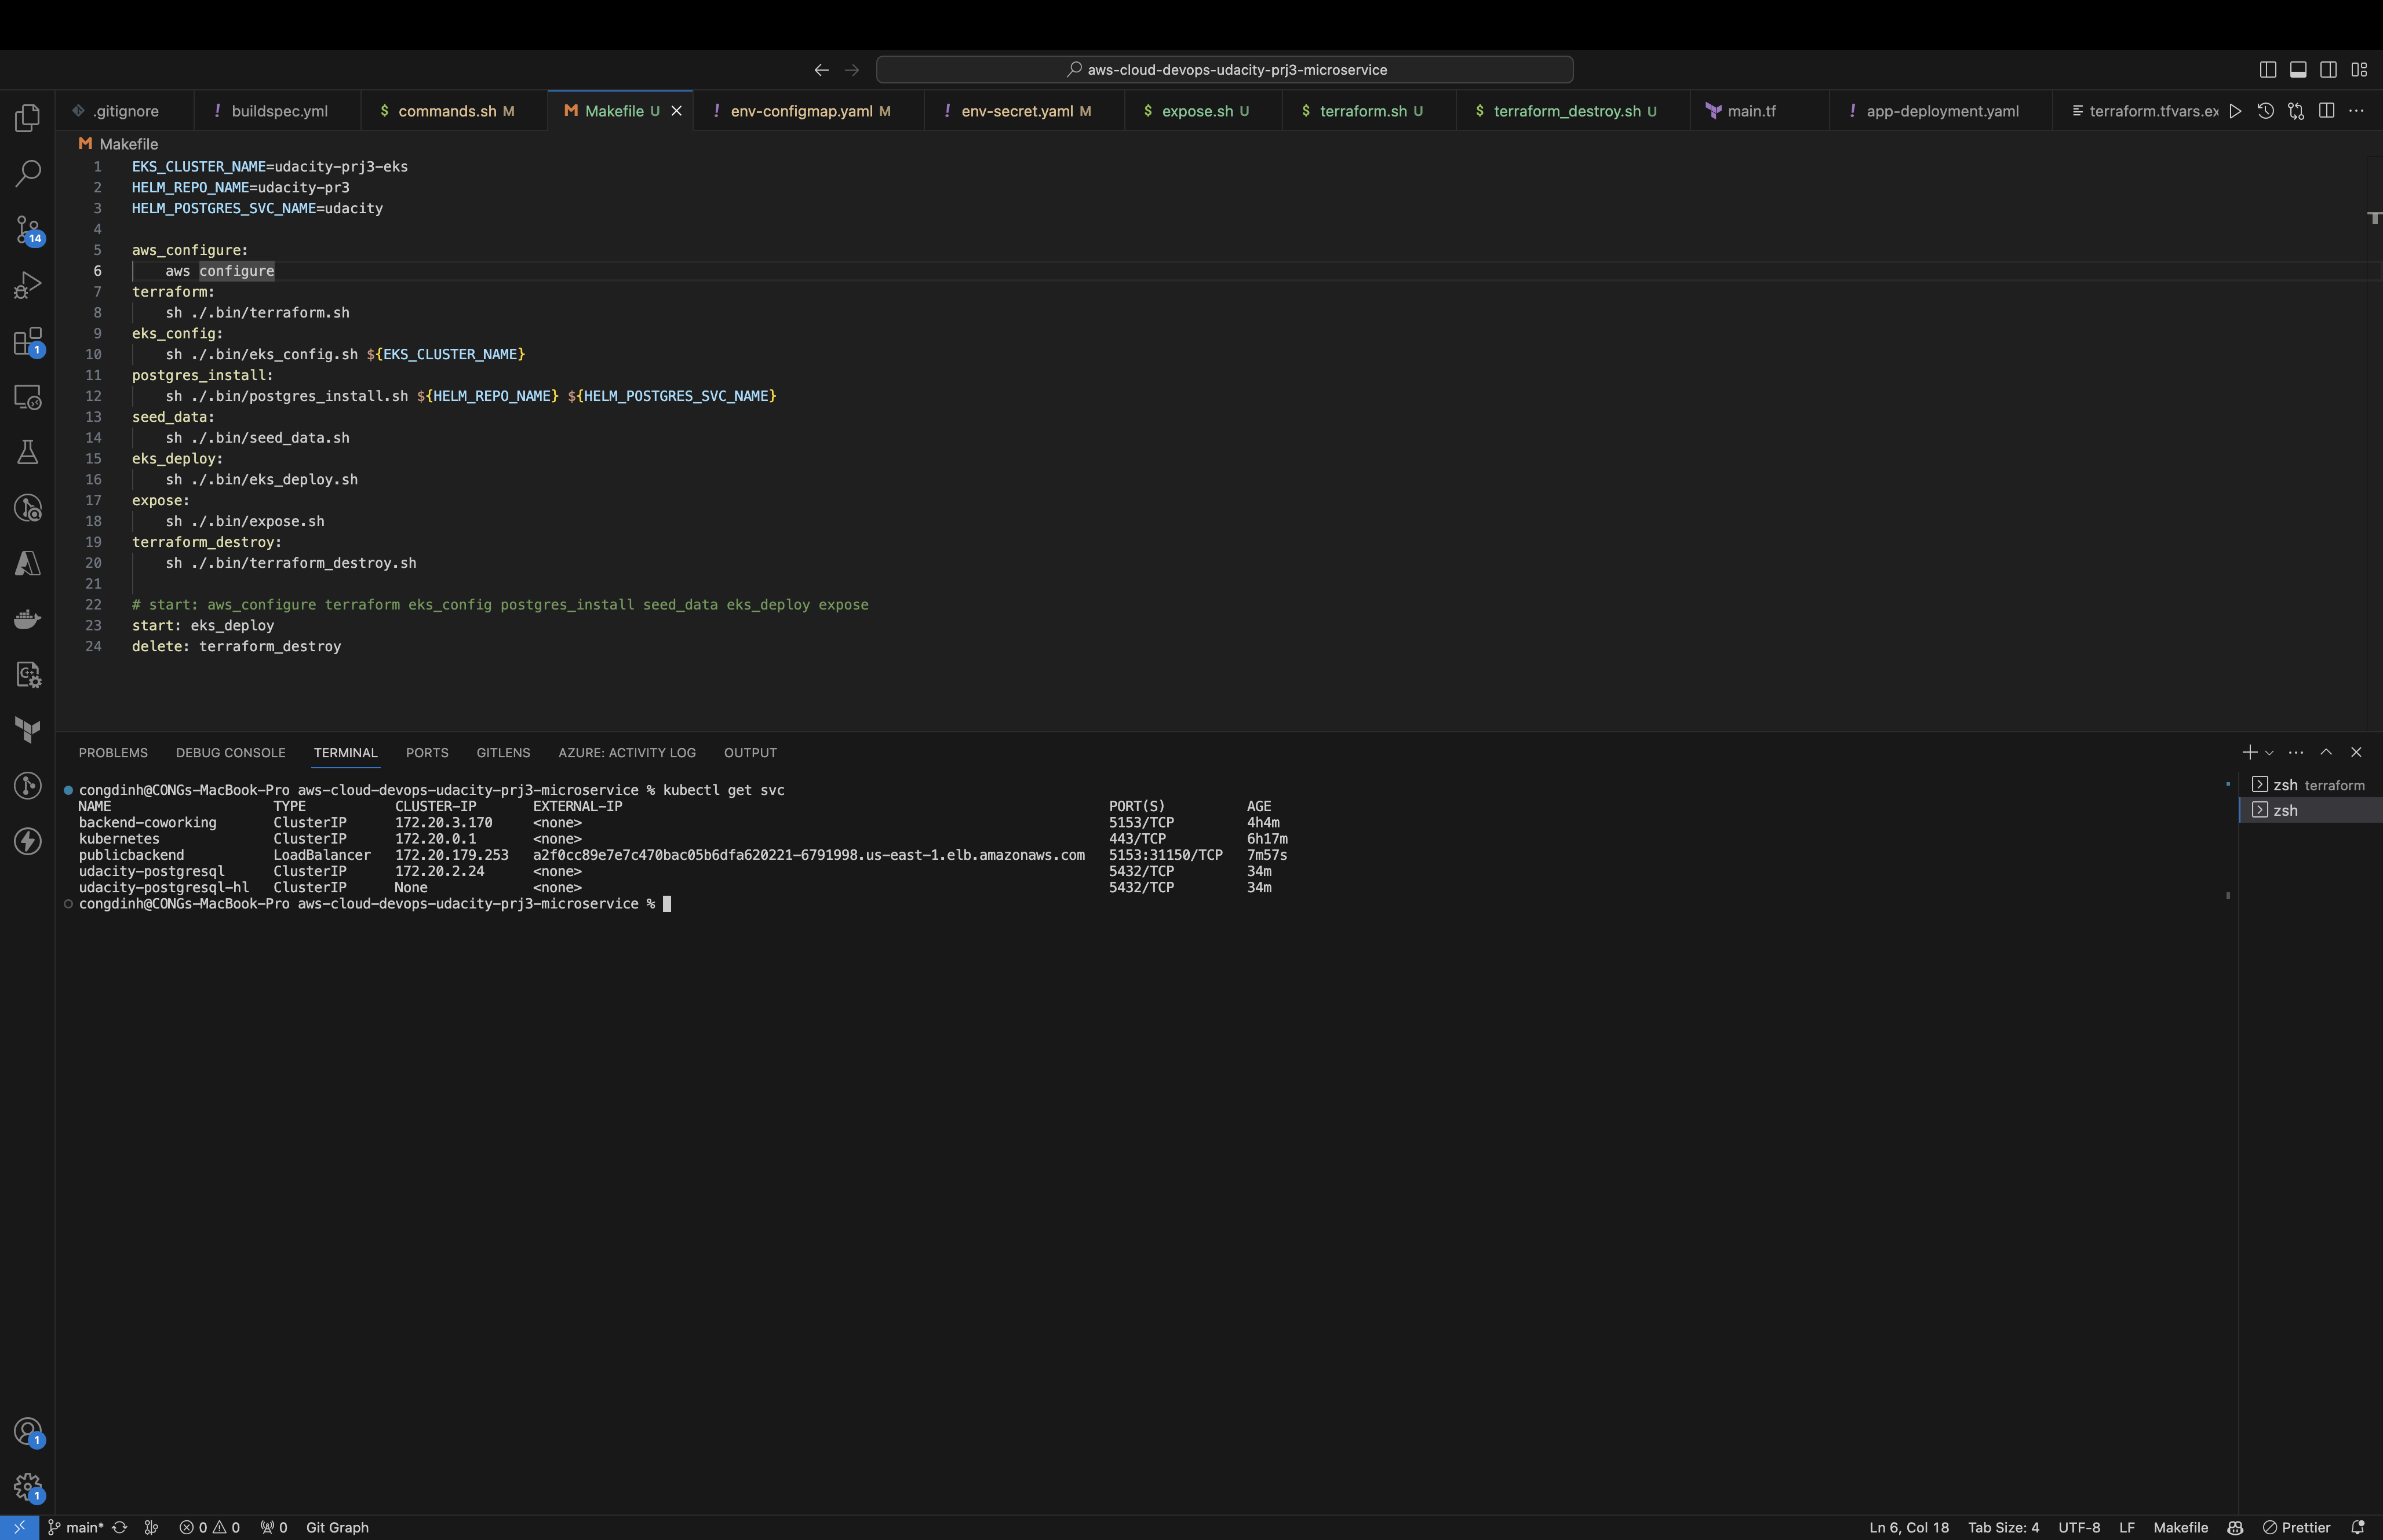 aws-cloud-devops-udacity-prj3-microservice
.gitignore
! buildspec.yml
$ commands.sh M
M Makefile U
! env-configmap.yaml M
! env-secret.yaml M
$ expose.sh U
$ terraform.sh U
$ terraform_destroy.sh U
main.tf
! app-deployment.yaml
terraform.tfvars.ex
M Makefile
1 EKS_CLUSTER_NAME=udacity-prj3-eks
2 HELM_REPO_NAME=udacity-pr3
3 HELM_POSTGRES_SVC_NAME=udacity
4
5 aws_configure:
6 aws configure
7 terraform:
8 sh ./.bin/terraform.sh
9 eks_config:
10 sh ./.bin/eks_config.sh ${EKS_CLUSTER_NAME}
11 postgres_install:
12 sh ./.bin/postgres_install.sh ${HELM_REPO_NAME} ${HELM_POSTGRES_SVC_NAME}
13 seed_data:
14 sh ./.bin/seed_data.sh
15 eks_deploy:
16 sh ./.bin/eks_deploy.sh
17 expose:
18 sh ./.bin/expose.sh
19 terraform_destroy:
20 sh ./.bin/terraform_destroy.sh
21
22 # start: aws_configure terraform eks_config postgres_install seed_data eks_deploy expose
23 start: eks_deploy
24 delete: terraform_destroy
14
1
PROBLEMS DEBUG CONSOLE TERMINAL PORTS GITLENS AZURE: ACTIVITY LOG OUTPUT
congdinh@CONGs-MacBook-Pro aws-cloud-devops-udacity-prj3-microservice % kubectl get svc
NAME TYPE CLUSTER-IP EXTERNAL-IP PORT(S) AGE
backend-coworking ClusterIP 172.20.3.170 <none> 5153/TCP 4h4m
kubernetes ClusterIP 172.20.0.1 <none> 443/TCP 6h17m
publicbackend LoadBalancer 172.20.179.253 a2f0cc89e7e7c470bac05b6dfa620221-6791998.us-east-1.elb.amazonaws.com 5153:31150/TCP 7m57s
udacity-postgresql ClusterIP 172.20.2.24 <none> 5432/TCP 34m
udacity-postgresql-hl ClusterIP None <none> 5432/TCP 34m
congdinh@CONGs-MacBook-Pro aws-cloud-devops-udacity-prj3-microservice %
zsh terraform
zsh
1
1
main* 0 0 0 Git Graph
Ln 6, Col 18 Tab Size: 4 UTF-8 LF Makefile Prettier